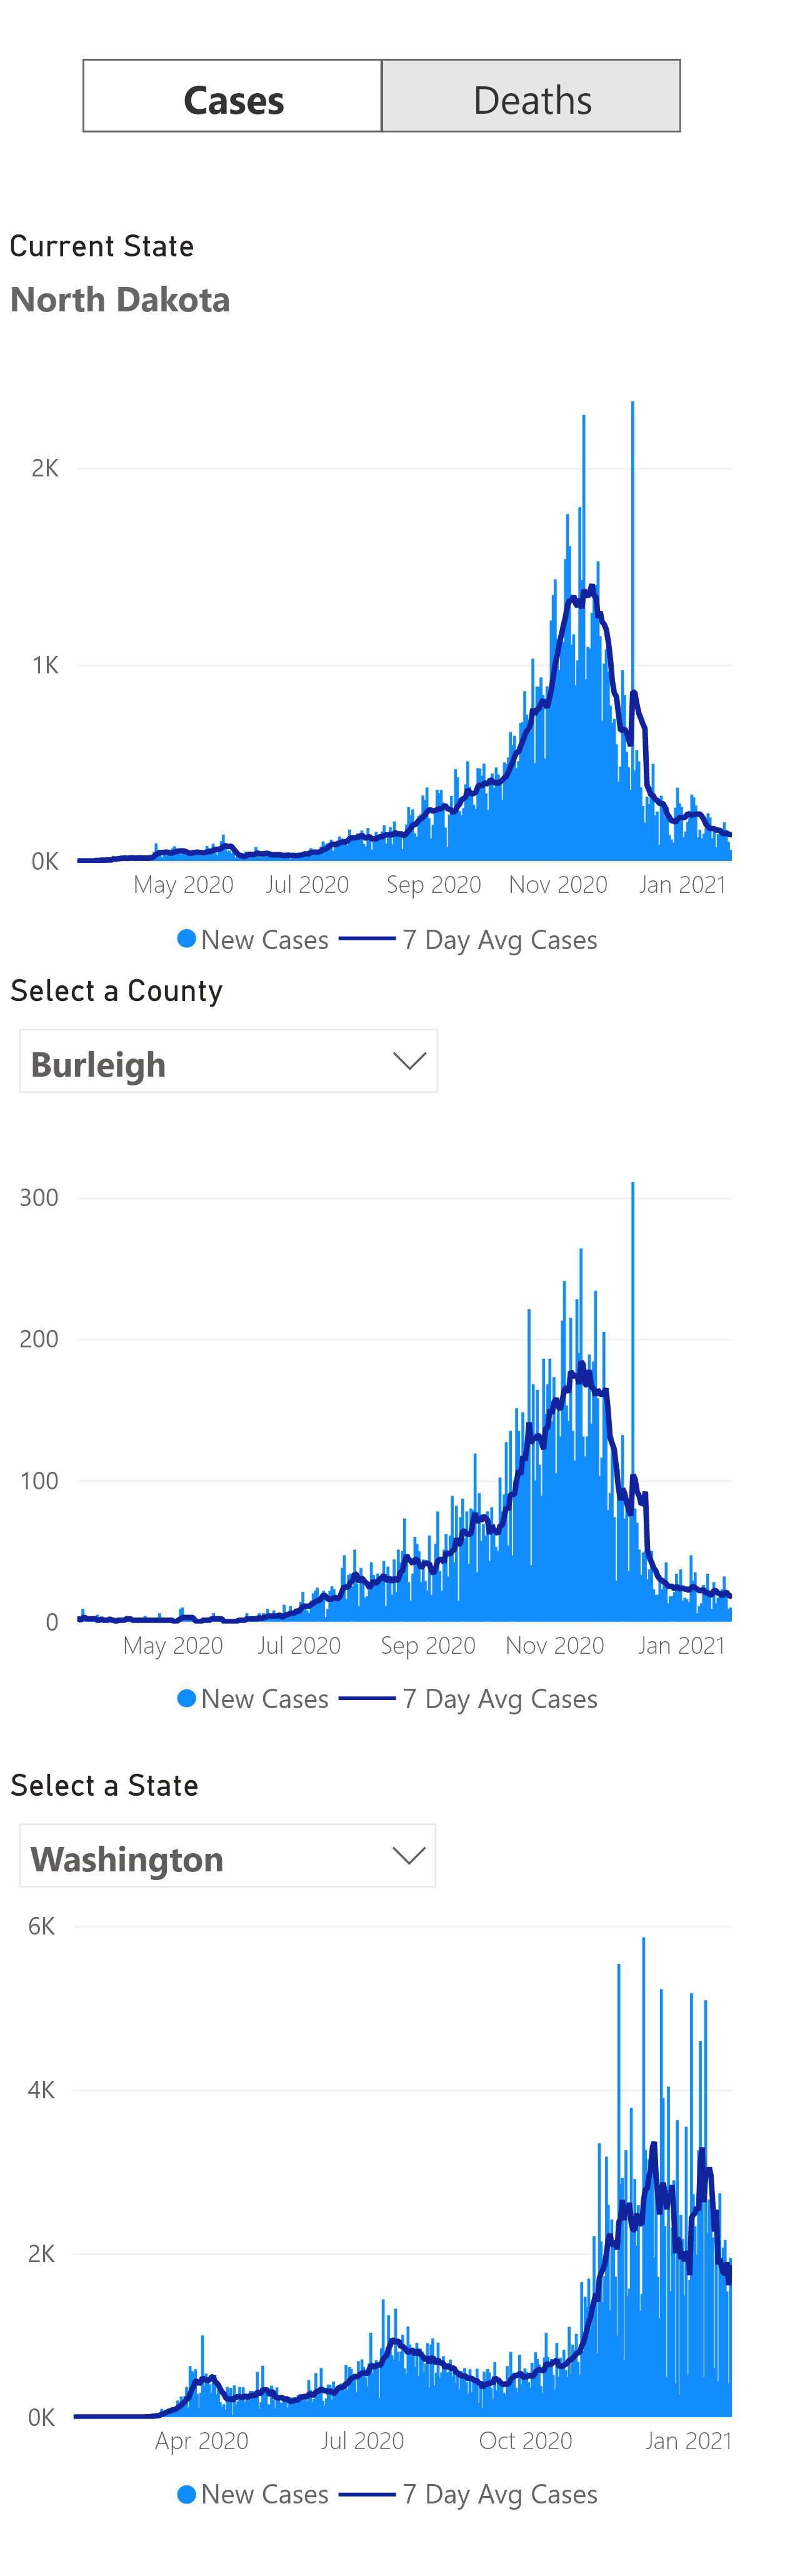 Cases Deaths
Current State
North Dakota
2K
1K
0K
May 2020 Jul 2020 Sep 2020 Nov 2020 Jan 2021
New Cases 7 Day Avg Cases
Select a County
Burleigh
300
200
100
0
May 2020 Jul 2020 Sep 2020 Nov 2020 Jan 2021
New Cases 7 Day Avg Cases
Select a State
Washington
6K
4K
2K
0K
Apr 2020 Jul 2020 Oct 2020 Jan 2021
New Cases 7 Day Avg Cases